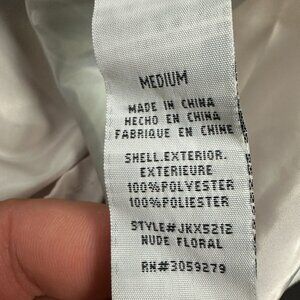 MEDIUM
MADE IN CHINA
HECHO EN CHINA
FABRIQUE EN CHINE
SHELL.EXTERIOR.
EXTERIEURE
100%POLYESTER
100%POLIESTER
STYLE#JKX5212
NUDE FLORAL
RN#3059279